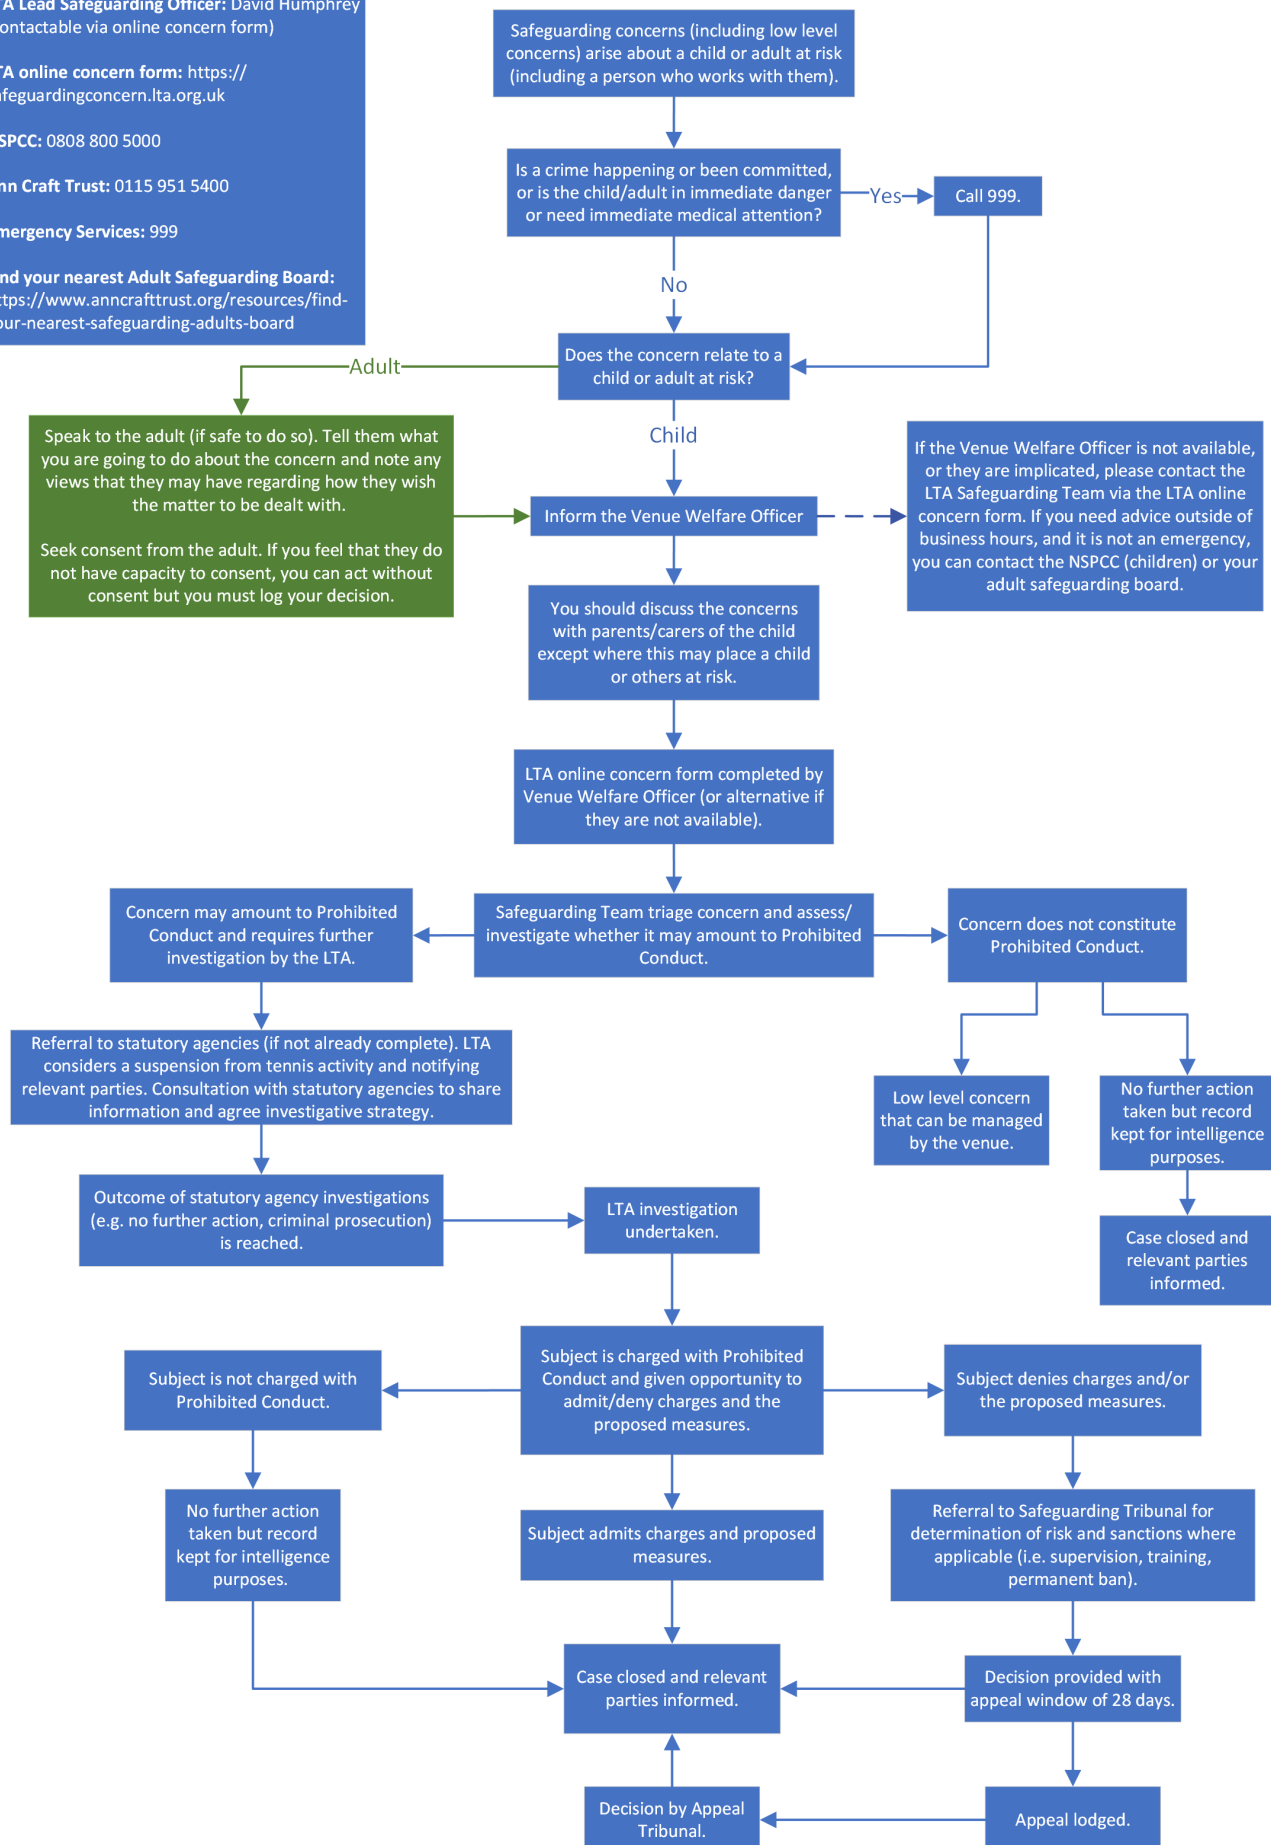 TA Lead Safeguarding Officer: David Humphrey
ontactable via online concern form)
TA online concern form: https://
afeguardingconcern.lta.org.uk
SPCC: 0808 800 5000
nn Craft Trust: 0115 951 5400
mergency Services: 999
nd your nearest Adult Safeguarding Board:
ttps://www.anncrafttrust.org/resources/find-
our-nearest-safeguarding-adults-board
Safeguarding concerns (including low level
concerns) arise about a child or adult at risk
(including a person who works with them).
Is a crime happening or been committed,
or is the child/adult in immediate danger
or need immediate medical attention?
Yes
Call 999.
No
Does the concern relate to a
child or adult at risk?
Adult
Child
Speak to the adult (if safe to do so). Tell them what
you are going to do about the concern and note any
views that they may have regarding how they wish
the matter to be dealt with.
Seek consent from the adult. If you feel that they do
not have capacity to consent, you can act without
consent but you must log your decision.
Inform the Venue Welfare Officer
If the Venue Welfare Officer is not available,
or they are implicated, please contact the
LTA Safeguarding Team via the LTA online
concern form. If you need advice outside of
business hours, and it is not an emergency,
you can contact the NSPCC (children) or your
adult safeguarding board.
You should discuss the concerns
with parents/carers of the child
except where this may place a child
or others at risk.
LTA online concern form completed by
Venue Welfare Officer (or alternative if
they are not available).
Concern may amount to Prohibited
Conduct and requires further
investigation by the LTA.
Safeguarding Team triage concern and assess/
investigate whether it may amount to Prohibited
Conduct.
Concern does not constitute
Prohibited Conduct.
Referral to statutory agencies (if not already complete). LTA
considers a suspension from tennis activity and notifying
relevant parties. Consultation with statutory agencies to share
information and agree investigative strategy.
Low level concern
that can be managed
by the venue.
No further action
taken but record
kept for intelligence
purposes.
Outcome of statutory agency investigations
(e.g. no further action, criminal prosecution)
is reached.
LTA investigation
undertaken.
Case closed and
relevant parties
informed.
Subject is not charged with
Prohibited Conduct.
Subject is charged with Prohibited
Conduct and given opportunity to
admit/deny charges and the
proposed measures.
Subject denies charges and/or
the proposed measures.
No further action
taken but record
kept for intelligence
purposes.
Subject admits charges and proposed
measures.
Referral to Safeguarding Tribunal for
determination of risk and sanctions where
applicable (i.e. supervision, training,
permanent ban).
Case closed and relevant
parties informed.
Decision provided with
appeal window of 28 days.
Decision by Appeal
Tribunal.
Appeal lodged.